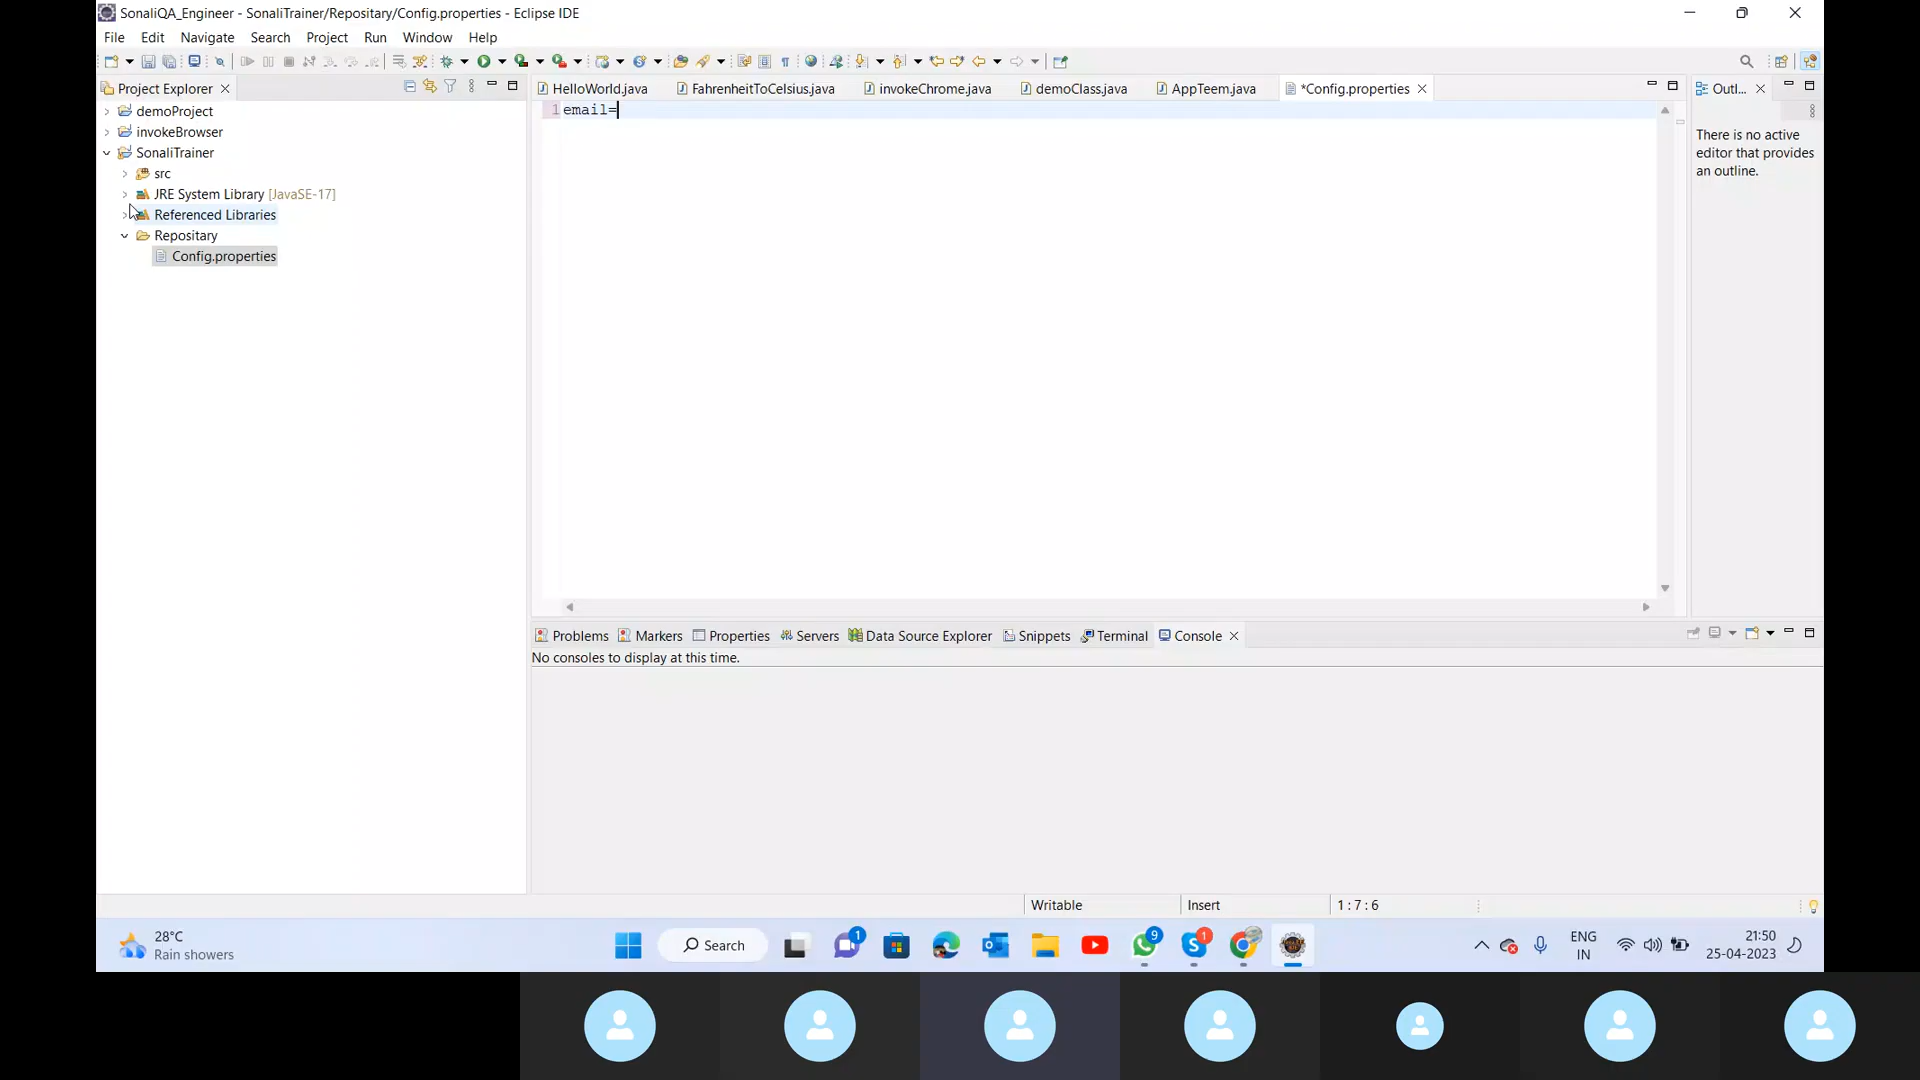 SonaliQA_Engineer - SonaliTrainer/Repositary/Config.properties - Eclipse IDE
File Edit Navigate Search Project Run Window Help
Project Explorer
demoProject
invokeBrowser
SonaliTrainer
src
JRE System Library [JavaSE-17]
Referenced Libraries
Repositary
Config.properties
HelloWorld.java FahrenheitToCelsius.java invokeChrome.java demoClass.java AppTeem.java *Config.properties
1 email=
Outl...
There is no active
editor that provides
an outline.
Problems Markers Properties Servers Data Source Explorer Snippets Terminal Console
No consoles to display at this time.
Writable Insert 1 : 7 : 6
28°C
Rain showers
Search
1
9
1
ENG
IN
21:50
25-04-2023